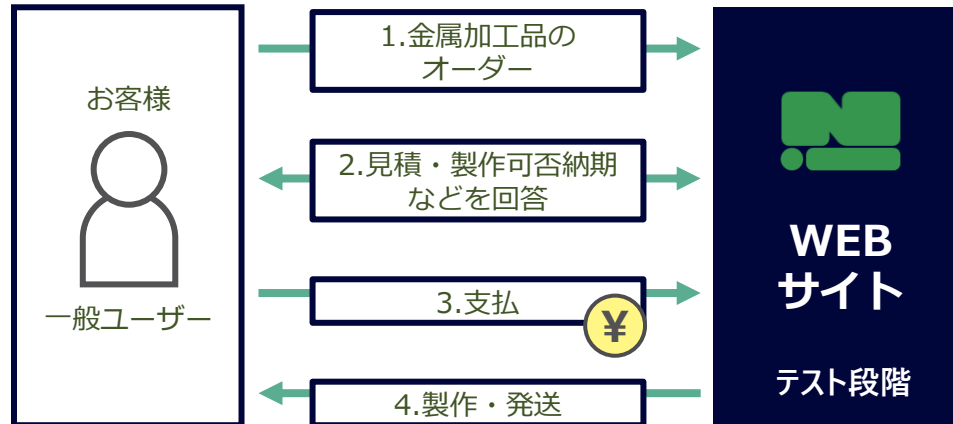 お客様
一般ユーザー
1.金属加工品の
オーダー
2.見積・製作可否納期
などを回答
3.支払
¥
4.製作・発送
WEB
サイト
テスト段階